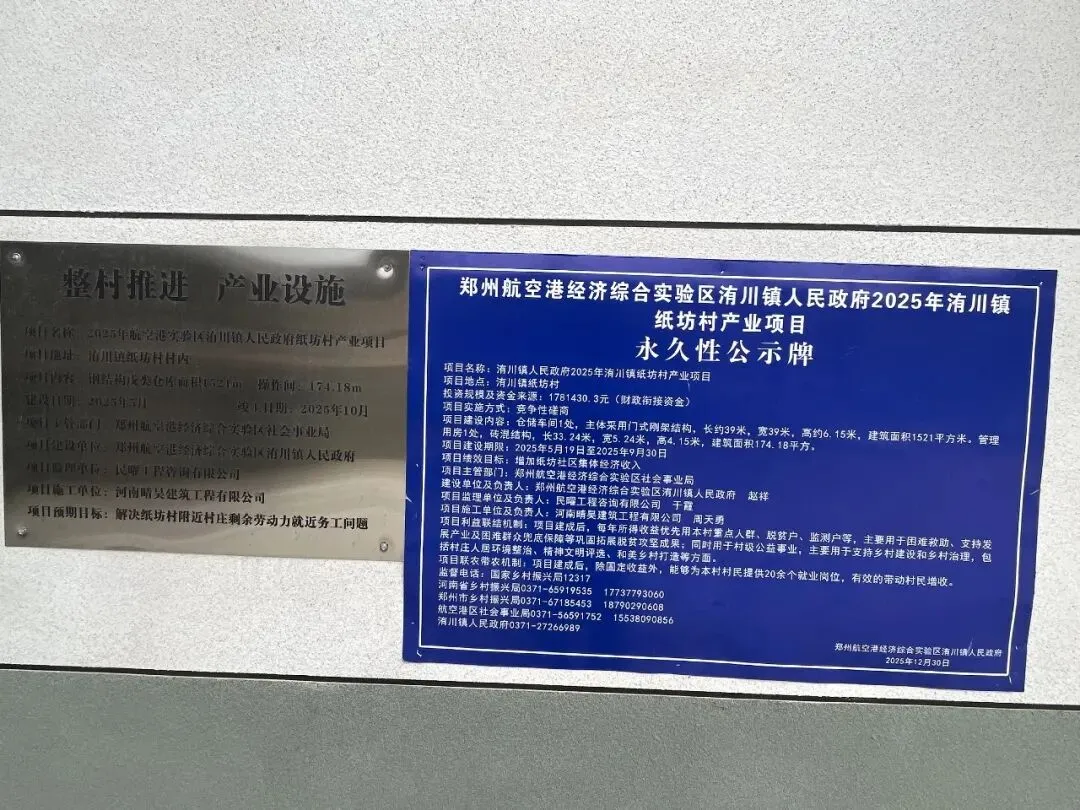 整村推进 产业设施
项目名称：2025年航空港实验区洧川镇人民政府纸坊村产业项目
项目地址：洧川镇纸坊村村内
项目内容：钢结构成装仓库面积1521m 操作间：174.18m
建设日期：2025年5月 竣工日期：2025年10月
项目主管部门：郑州航空港经济综合实验区社会事业局
项目建设单位：郑州航空港经济综合实验区洧川镇人民政府
项目监理单位：民曙工程咨询有限公司
项目施工单位：河南晴昊建筑工程有限公司
项目预期目标：解决纸坊村附近村庄剩余劳动力就近务工问题
郑州航空港经济综合实验区洧川镇人民政府2025年洧川镇
纸坊村产业项目
永久性公示牌
项目名称：洧川镇人民政府2025年洧川镇纸坊村产业项目
项目地点：洧川镇纸坊村
投资规模及资金来源：1781430.3元（财政衔接资金）
项目实施方式：竞争性磋商
项目建设内容：仓储车间1处，主体采用门式刚架结构，长约39米，宽39米，高约6.15米，建筑面积1521平方米。管理
用房1处，砖混结构，长33.24米，宽5.24米，高4.15米，建筑面积174.18平方。
项目建设期限：2025年5月19日至2025年9月30日
项目绩效目标：增加纸坊社区集体经济收入
项目主管部门：郑州航空港经济综合实验区社会事业局
建设单位及负责人：郑州航空港经济综合实验区洧川镇人民政府 赵祥
项目监理单位及负责人：民曙工程咨询有限公司 于霞
项目施工单位及负责人：河南晴昊建筑工程有限公司 周天勇
项目利益联结机制：项目建成后，每年所得收益优先用本村重点人群、脱贫户、监测户等，主要用于困难救助、支持发
展产业及困难群众兜底保障等巩固拓展脱贫攻坚成果；同时用于村级公益事业，主要用于支持乡村建设和乡村治理，包
括村庄人居环境整治、精神文明评选、和美乡村打造等方面。
项目联农带农机制：项目建成后，除固定收益外，能够为本村村民提供20余个就业岗位，有效的带动村民增收。
监督电话：国家乡村振兴局12317
河南省乡村振兴局0371-65919535 17737793060
郑州市乡村振兴局0371-67185453 18790290608
航空港区社会事业局0371-56591752 15538090856
洧川镇人民政府0371-27266989
郑州航空港经济综合实验区洧川镇人民政府
2025年12月30日